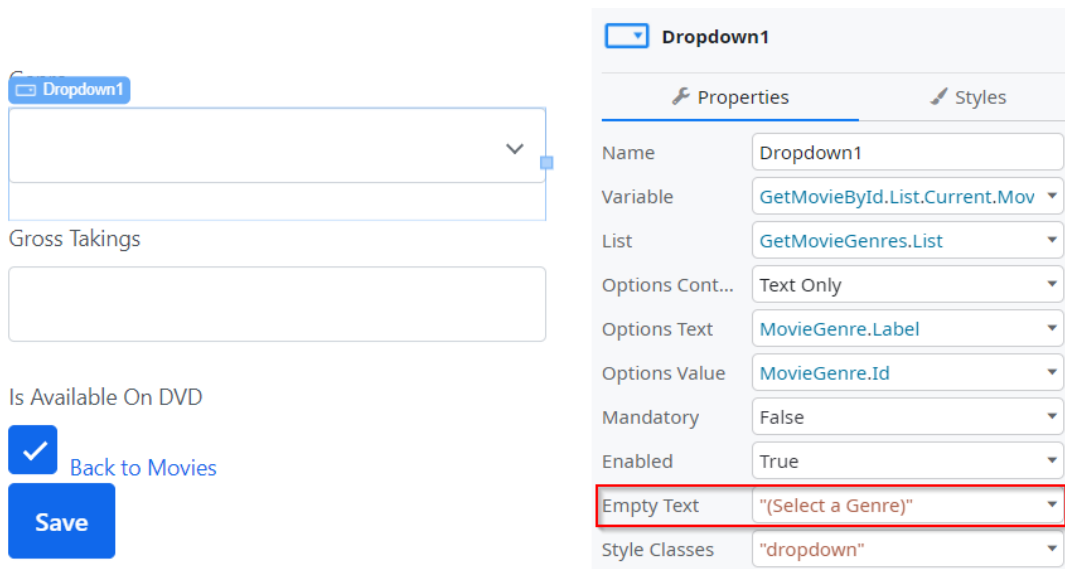 Dropdown1
Gross Takings
Is Available On DVD
Back to Movies
Save
Dropdown1
Properties
Styles
Name
Dropdown1
Variable
GetMovieById.List.Current.Mov
List
GetMovieGenres.List
Options Cont...
Text Only
Options Text
MovieGenre.Label
Options Value
MovieGenre.Id
Mandatory
False
Enabled
True
Empty Text
"(Select a Genre)"
Style Classes
"dropdown"